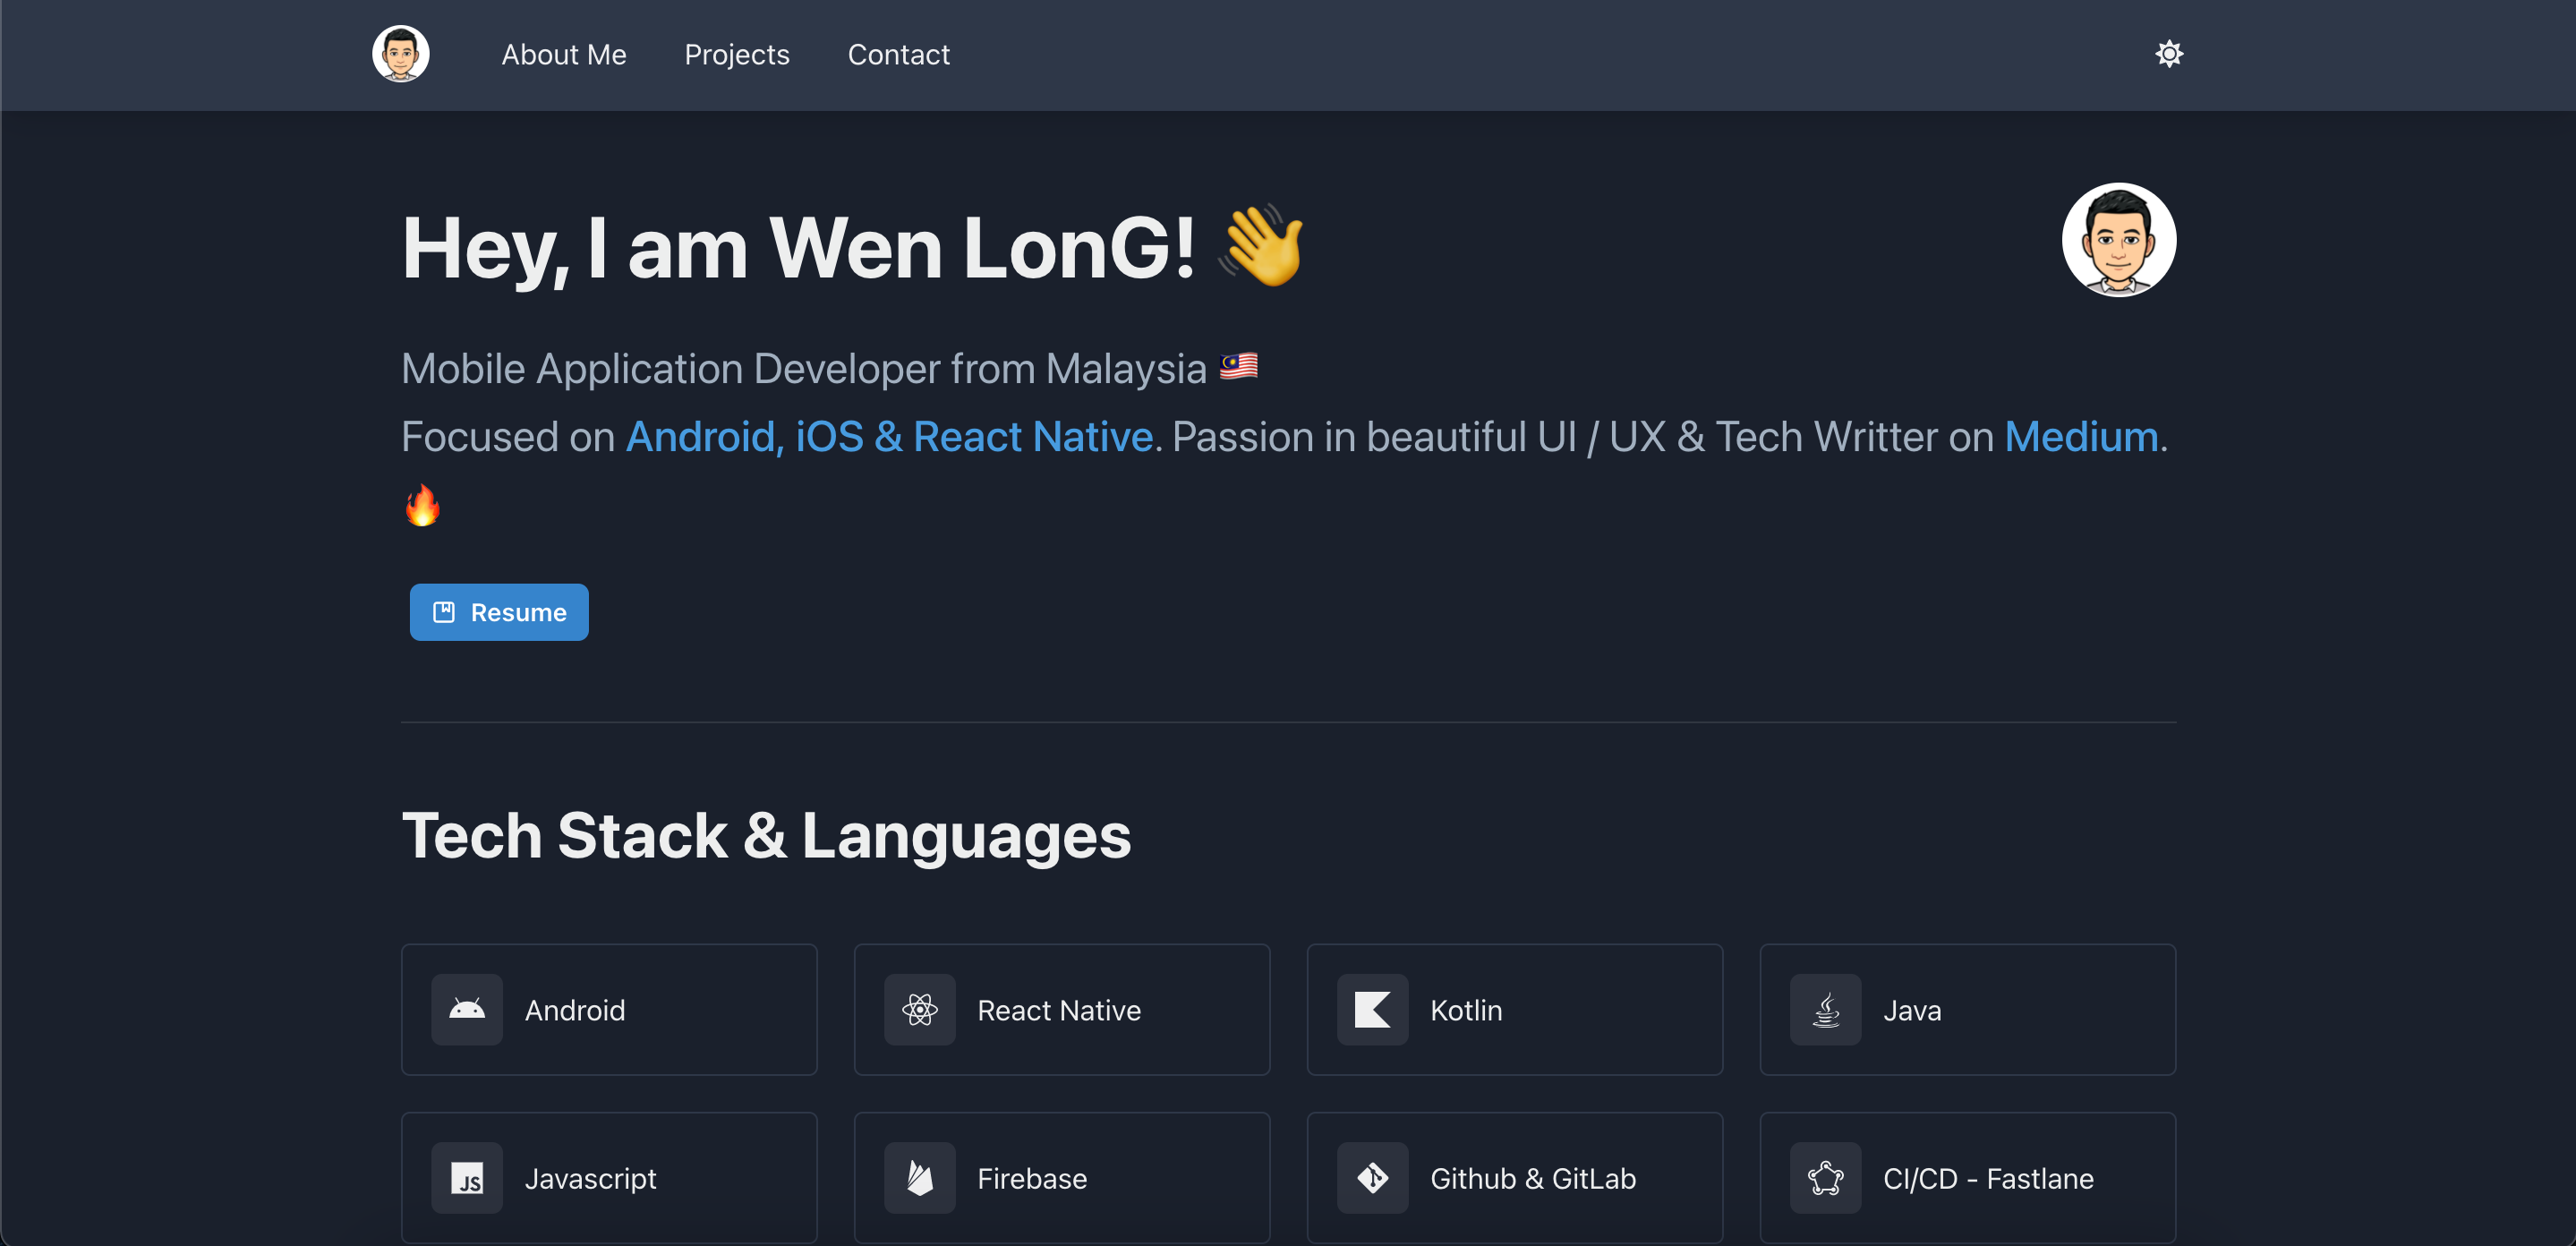 About Me Projects Contact
Hey, I am Wen LonG! 👋
Mobile Application Developer from Malaysia 🇲🇾
Focused on Android, iOS & React Native. Passion in beautiful UI / UX & Tech Writter on Medium.
🔥
Resume
Tech Stack & Languages
Android
React Native
Kotlin
Java
JS Javascript
Firebase
Github & GitLab
CI/CD - Fastlane